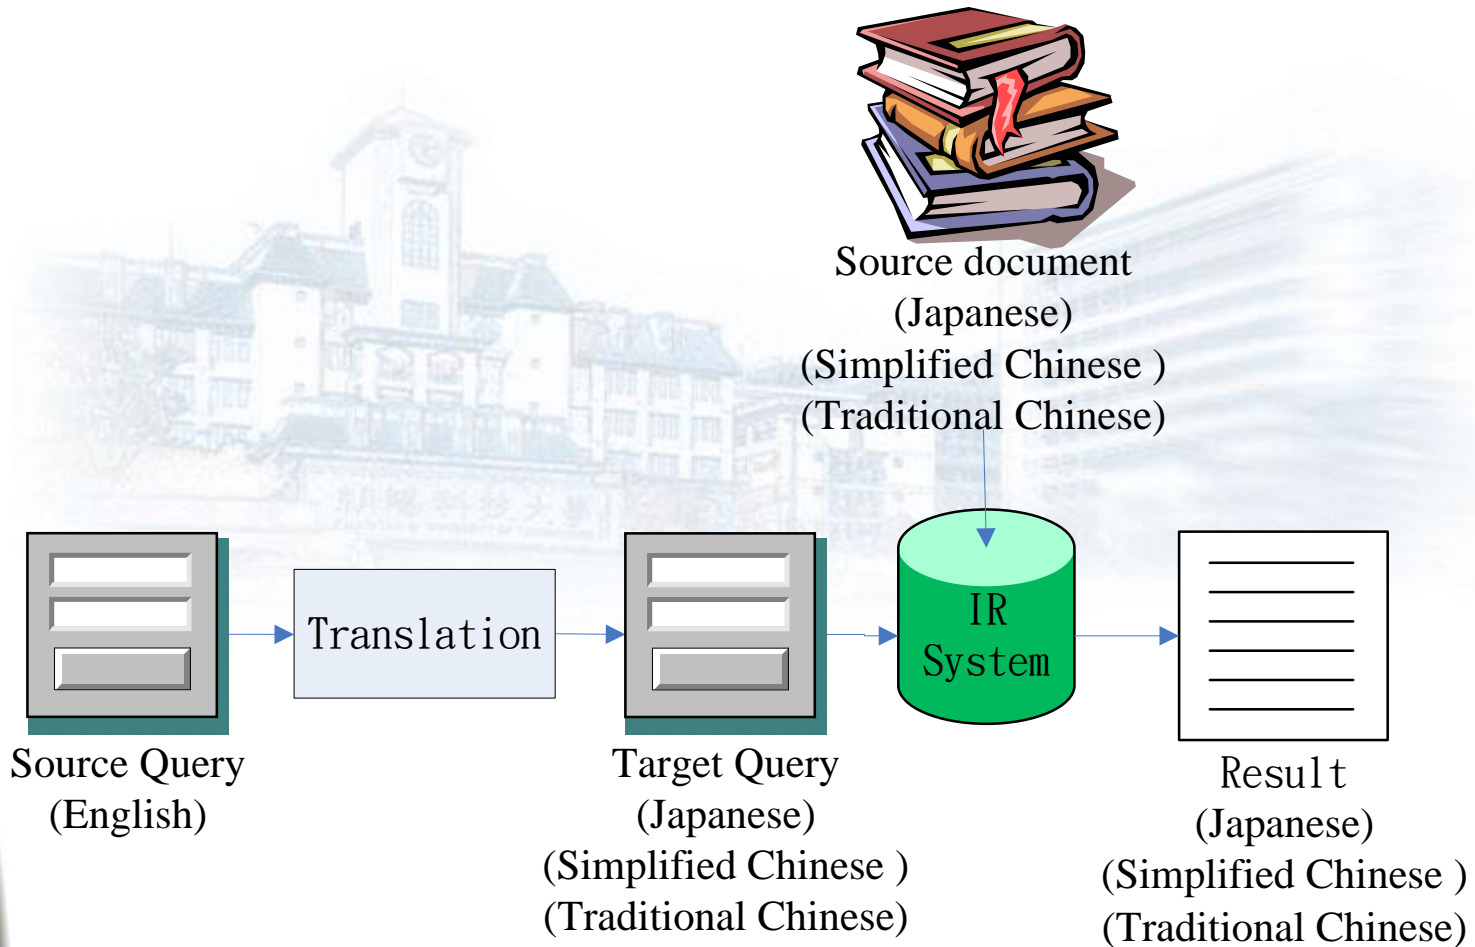 Source document
(Japanese)
(Simplified Chinese )
(Traditional Chinese)
Translation
IR
System
Source Query
(English)
Target Query
(Japanese)
(Simplified Chinese )
(Traditional Chinese)
Result
(Japanese)
(Simplified Chinese )
(Traditional Chinese)